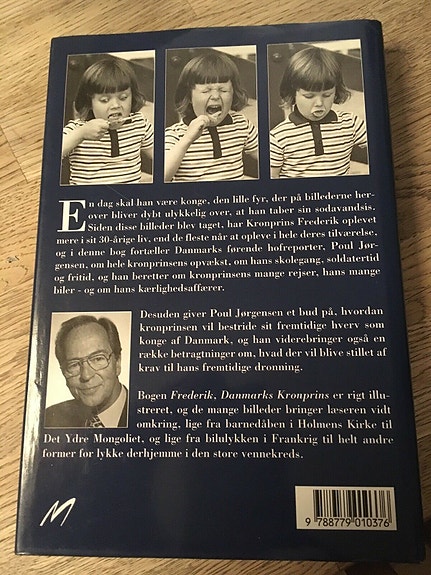 En dag skal han være konge, den lille fyr, der på billederne her-
over bliver dybt ulykkelig over, at han taber sin sodavandsis.
Siden disse billeder blev taget, har Kronprins Frederik oplevet
mere i sit 30-årige liv, end de fleste når at opleve i hele deres tilværelse,
og i denne bog fortæller Danmarks førende hofreporter, Poul Jør-
gensen, om hele kronprinsens opvækst, om hans skolegang, soldatertid
og fritid, og han beretter om kronprinsens mange rejser, hans mange
biler - og om hans kærlighedsaffærer.
Desuden giver Poul Jørgensen et bud på, hvordan
kronprinsen vil bestride sit fremtidige hverv som
konge af Danmark, og han viderebringer også en
række betragtninger om, hvad der vil blive stillet af
krav til hans fremtidige dronning.
Bogen Frederik, Danmarks Kronprins er rigt illu-
streret, og de mange billeder bringer læseren vidt
omkring, lige fra barnedåben i Holmens Kirke til
Det Ydre Mongoliet, og lige fra bilulykken i Frankrig til helt andre
former for lykke derhjemme i den store vennekreds.
M
9 788779 010376